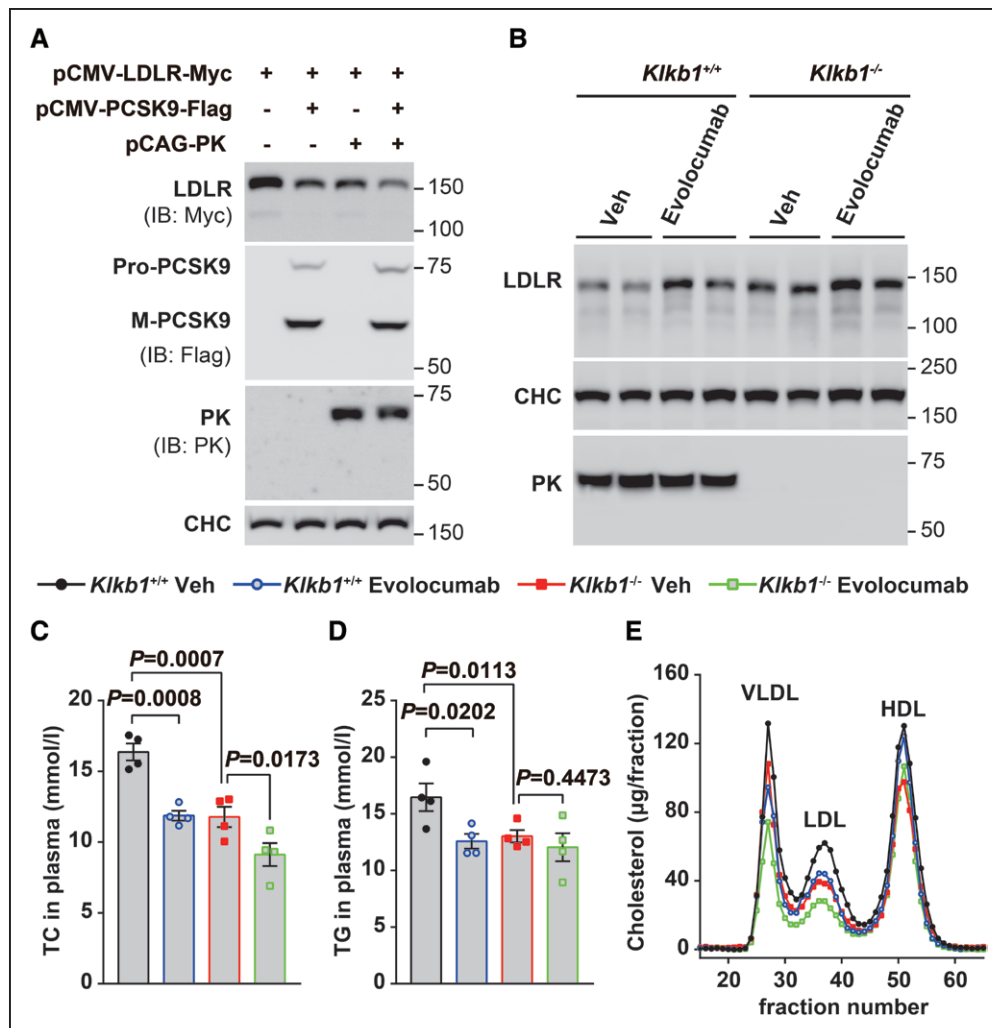 A
pCMV-LDLR-Myc + + + +
pCMV-PCSK9-Flag - + - +
pCAG-PK - - + +
LDLR
(IB: Myc)
150
100
Pro-PCSK9
75
M-PCSK9
(IB: Flag)
50
PK
(IB: PK)
75
50
CHC
150
B
Klkb1+/+ Klkb1-/-
Veh Evolocumab Veh Evolocumab
LDLR
150
100
CHC
250
150
PK
75
50
Klkb1+/+ Veh Klkb1+/+ Evolocumab Klkb1-/- Veh Klkb1-/- Evolocumab
C
P=0.0007
P=0.0008
P=0.0173
TC in plasma (mmol/l)
20
15
10
5
0
D
P=0.0113
P=0.0202
P=0.4473
TG in plasma (mmol/l)
25
20
15
10
5
0
E
Cholesterol (µg/fraction)
160
120
80
40
0
VLDL
LDL
HDL
20 30 40 50 60
fraction number